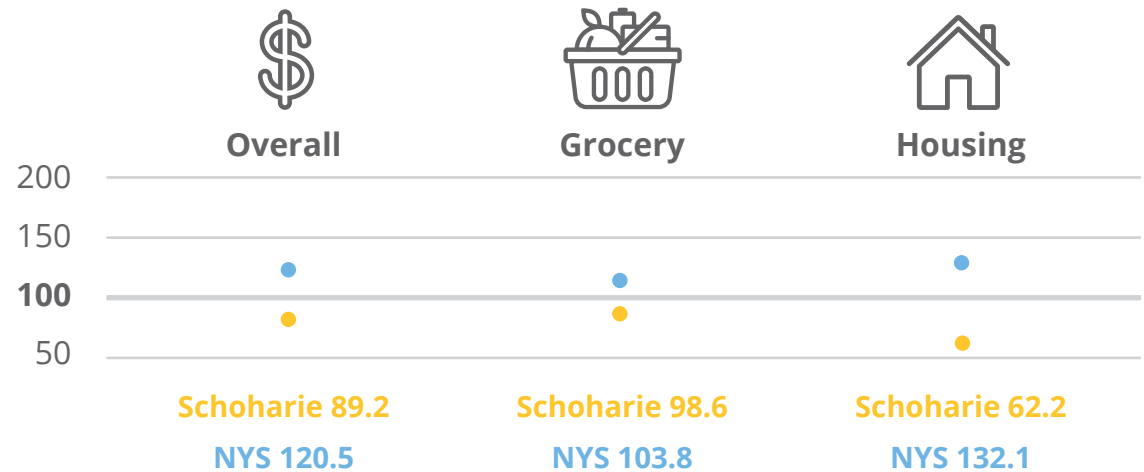 Overall Grocery Housing
200
150
100
50
Schoharie 89.2 Schoharie 98.6 Schoharie 62.2
NYS 120.5 NYS 103.8 NYS 132.1